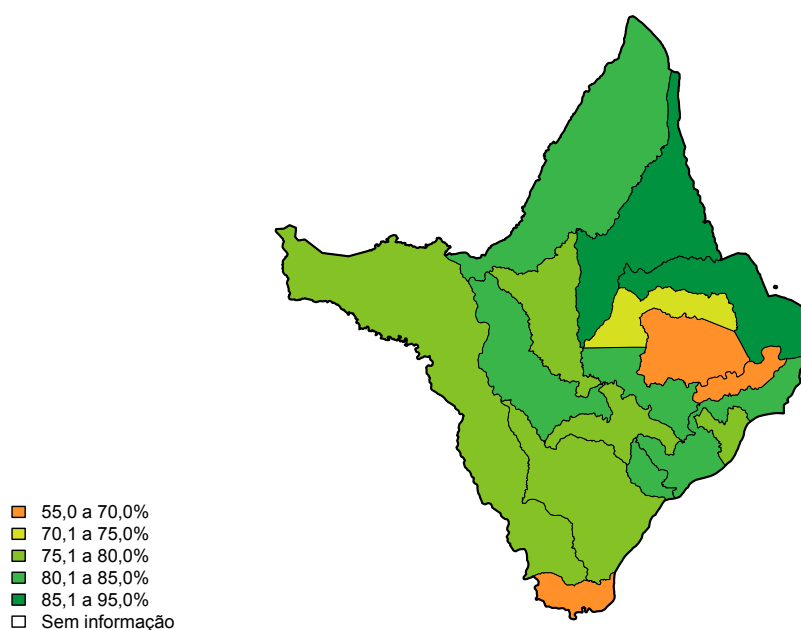 55,0 a 70,0%
70,1 a 75,0%
75,1 a 80,0%
80,1 a 85,0%
85,1 a 95,0%
Sem informação